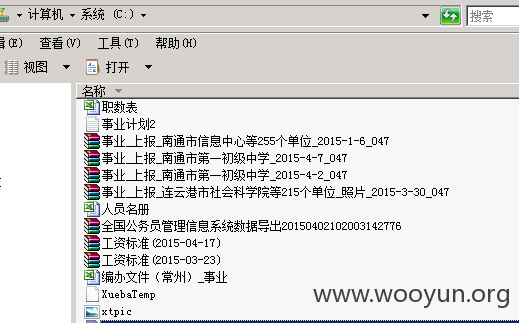 计算机 ▸ 系统 (C:) ▸
搜索
辑(E) 查看(V) 工具(T) 帮助(H)
视图 打开
名称
职数表
事业计划2
事业_上报_南通市信息中心等255个单位_2015-1-6_047
事业_上报_南通市第一初级中学_2015-4-7_047
事业_上报_南通市第一初级中学_2015-4-2_047
事业_上报_连云港市社会科学院等215个单位_照片_2015-3-30_047
人员名册
全国公务员管理信息系统数据导出20150402102003142776
工资标准(2015-04-17)
工资标准(2015-03-23)
编办文件（常州）_事业
XuebaTemp
xtpic
www.wooyun.org